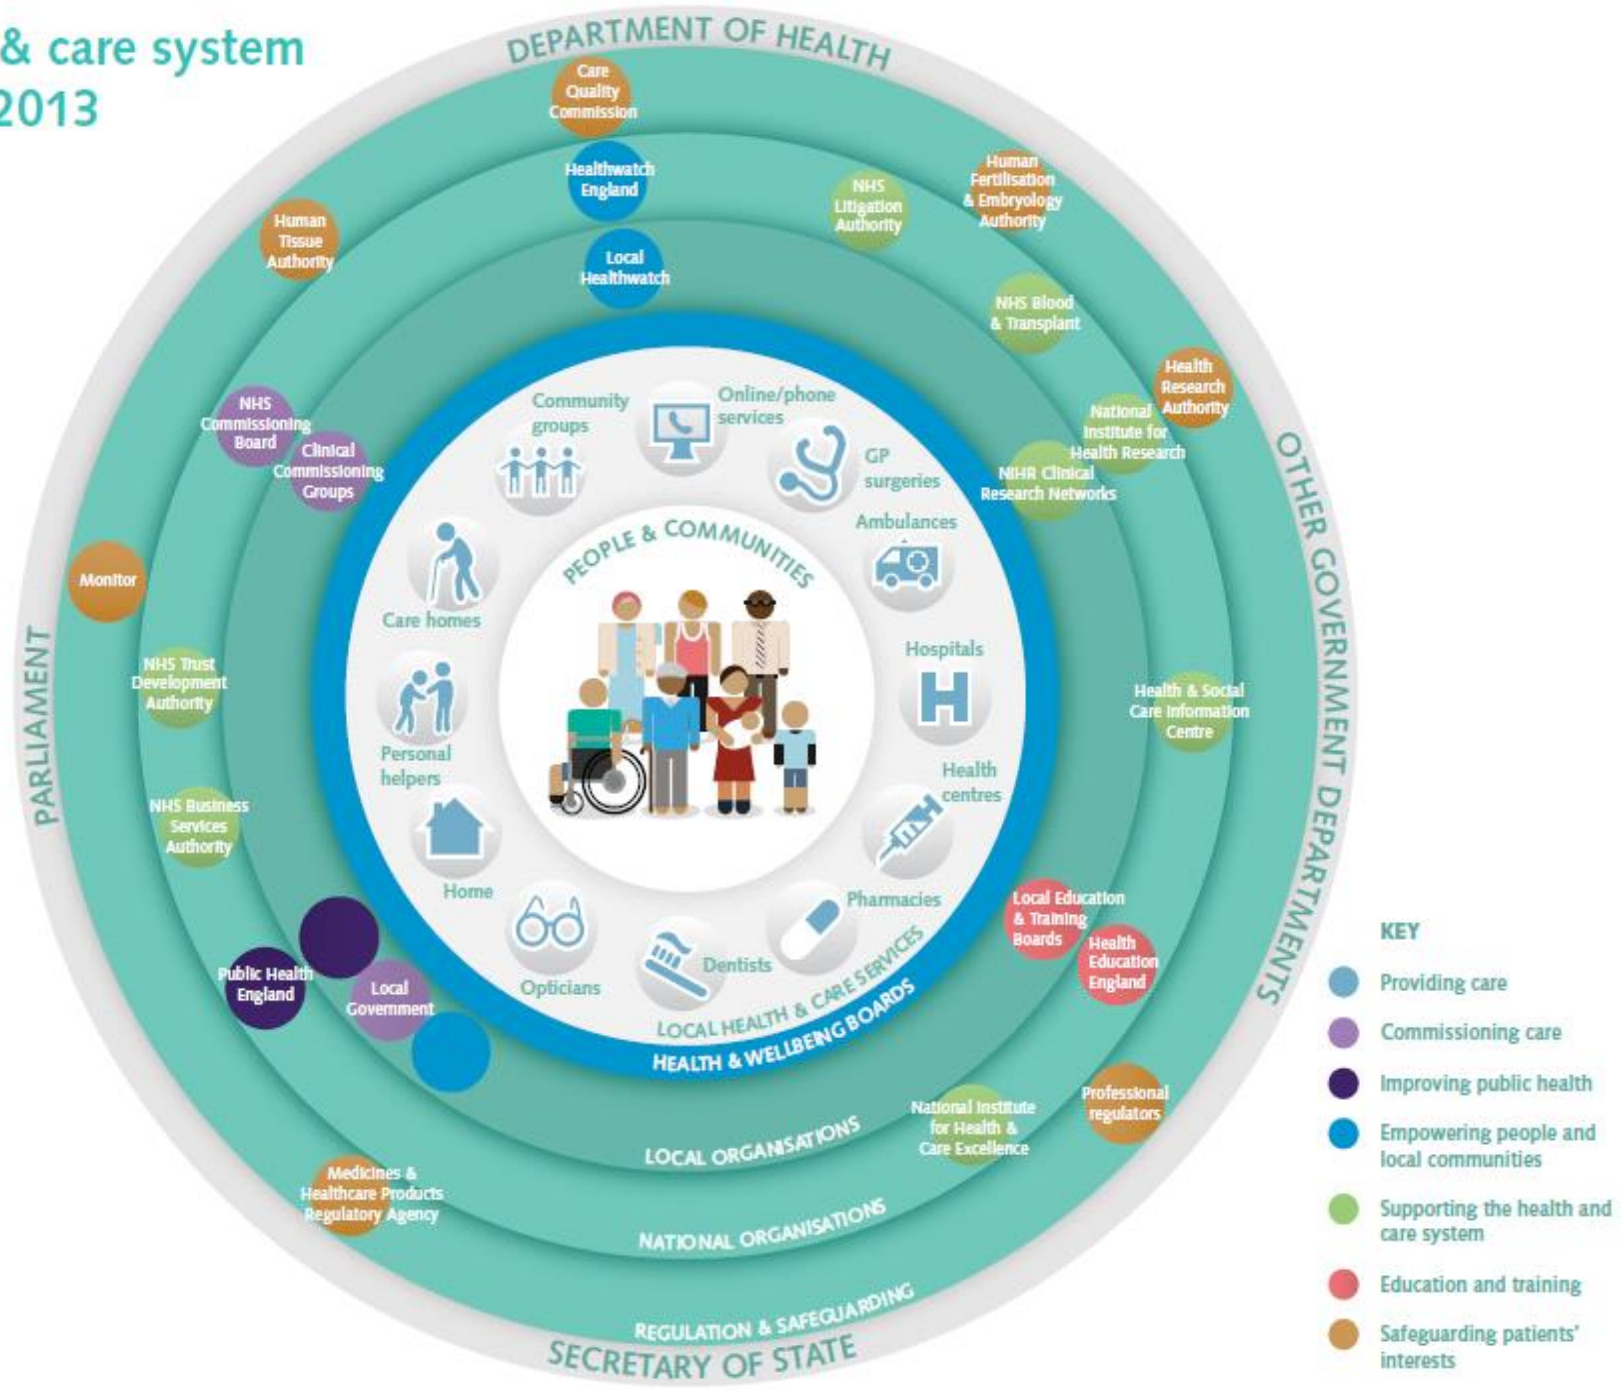 & care system
2013
DEPARTMENT OF HEALTH
OTHER GOVERNMENT DEPARTMENTS
SECRETARY OF STATE
PARLIAMENT
Care
Quality
Commission
Human
Fertilisation
& Embryology
Authority
Health
Research
Authority
Professional
regulators
Medicines &
Healthcare Products
Regulatory Agency
Monitor
Human
Tissue
Authority
REGULATION & SAFEGUARDING
Healthwatch
England
NHS
Litigation
Authority
NHS Blood
& Transplant
National
Institute for
Health Research
Health & Social
Care Information
Centre
Health
Education
England
National Institute
for Health &
Care Excellence
Public Health
England
NHS Business
Services
Authority
NHS Trust
Development
Authority
NHS
Commissioning
Board
NATIONAL ORGANISATIONS
Local
Healthwatch
NIHR Clinical
Research Networks
Local Education
& Training
Boards
Local
Government
Clinical
Commissioning
Groups
LOCAL ORGANISATIONS
HEALTH & WELLBEING BOARDS
LOCAL HEALTH & CARE SERVICES
Community
groups
Online/phone
services
GP
surgeries
Ambulances
Hospitals
Health
centres
Pharmacies
Dentists
Opticians
Home
Personal
helpers
Care homes
PEOPLE & COMMUNITIES
H
KEY
Providing care
Commissioning care
Improving public health
Empowering people and
local communities
Supporting the health and
care system
Education and training
Safeguarding patients'
interests